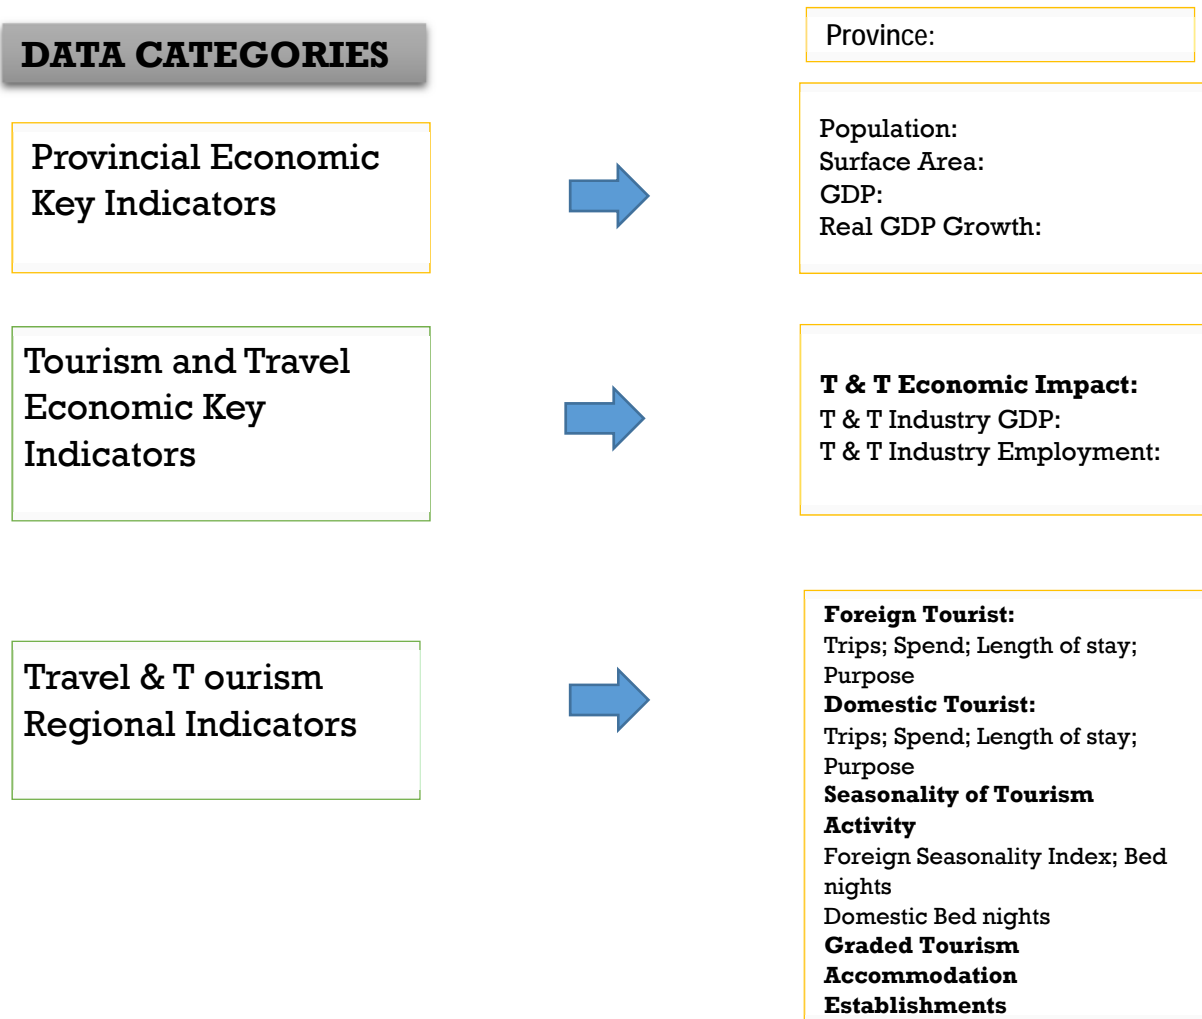 DATA CATEGORIES
Province:
Provincial Economic
Key Indicators
Population:
Surface Area:
GDP:
Real GDP Growth:
Tourism and Travel
Economic Key
Indicators
T & T Economic Impact:
T & T Industry GDP:
T & T Industry Employment:
Travel & T ourism
Regional Indicators
Foreign Tourist:
Trips; Spend; Length of stay;
Purpose
Domestic Tourist:
Trips; Spend; Length of stay;
Purpose
Seasonality of Tourism
Activity
Foreign Seasonality Index; Bed
nights
Domestic Bed nights
Graded Tourism
Accommodation
Establishments